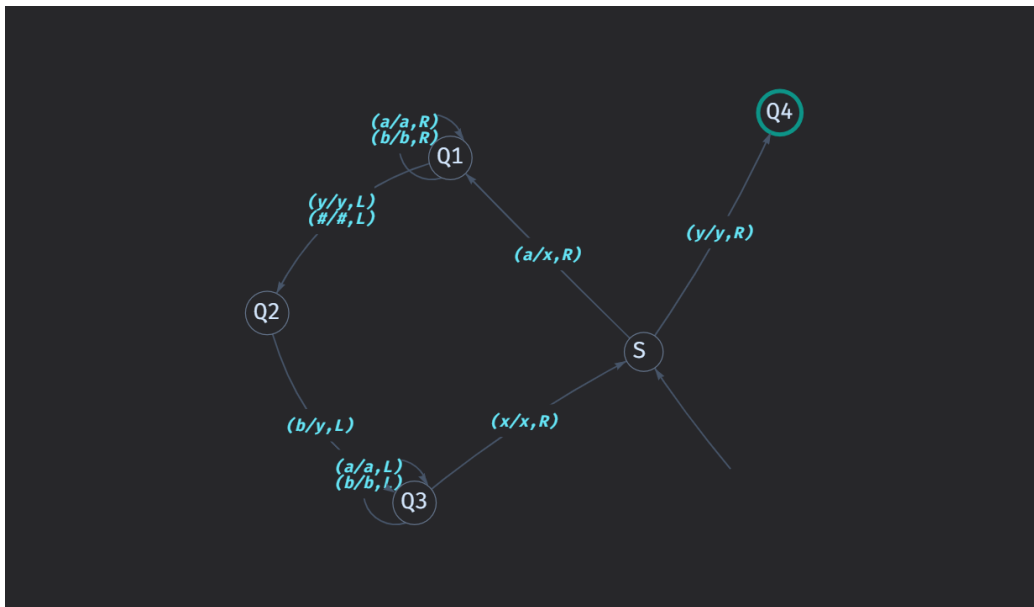 Q4
(a/a,R)
(b/b,R)
Q1
(y/y,L)
(#/#,L)
(y/y,R)
(a/x,R)
Q2
S
(x/x,R)
(b/y,L)
(a/a,L)
(b/b,L)
Q3